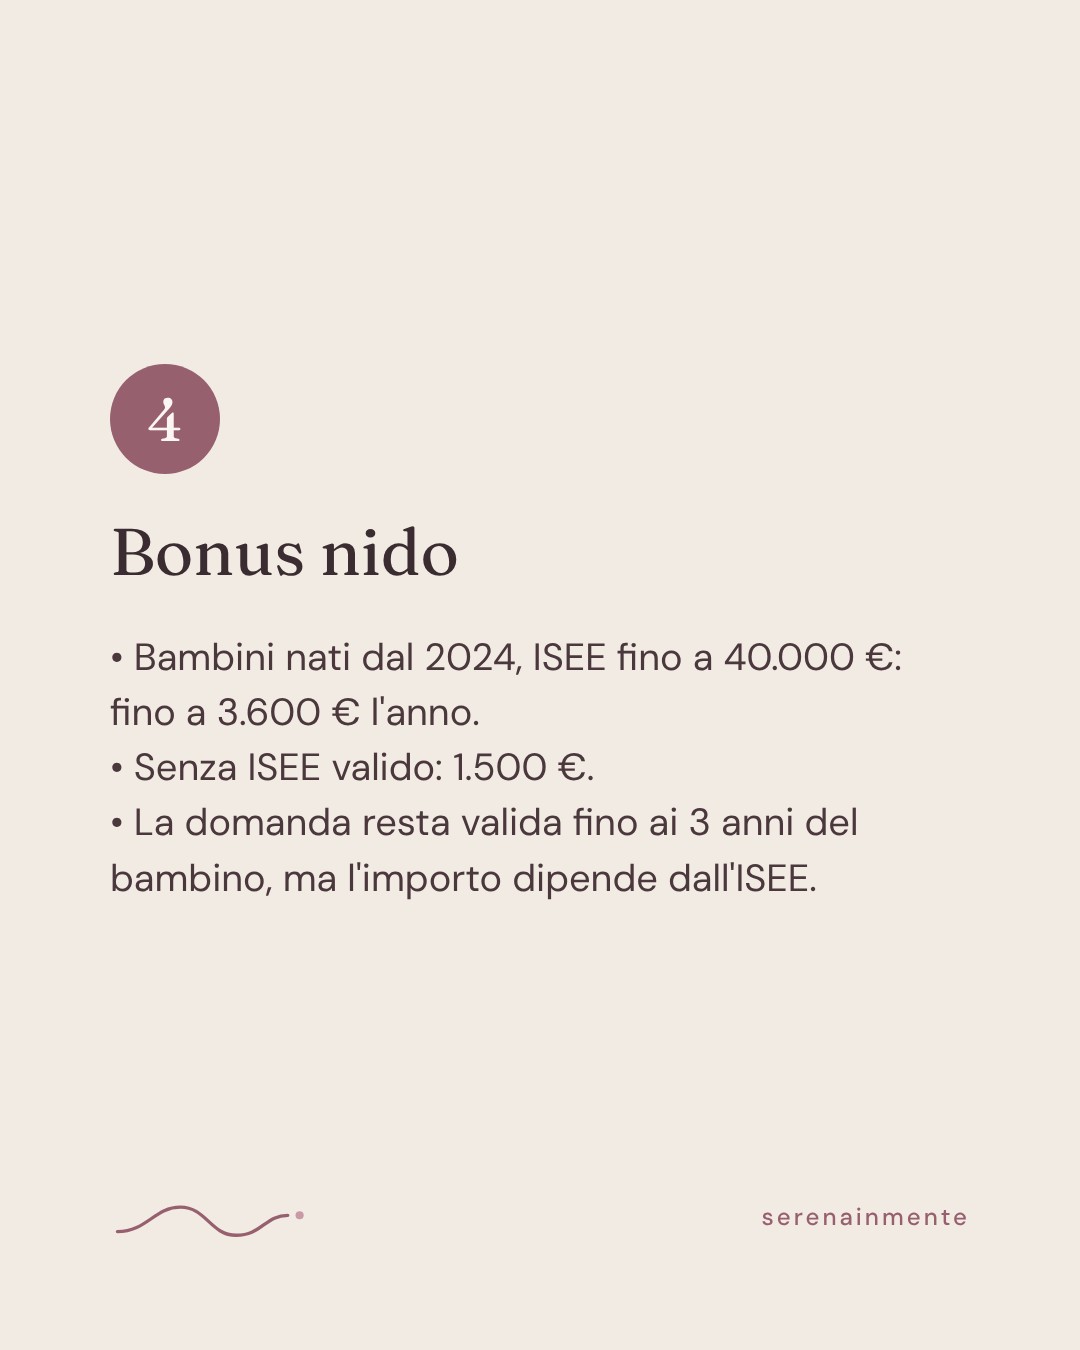 4
Bonus nido
• Bambini nati dal 2024, ISEE fino a 40.000 €:
fino a 3.600 € l'anno.
• Senza ISEE valido: 1.500 €.
• La domanda resta valida fino ai 3 anni del
bambino, ma l'importo dipende dall'ISEE.
serenainmente